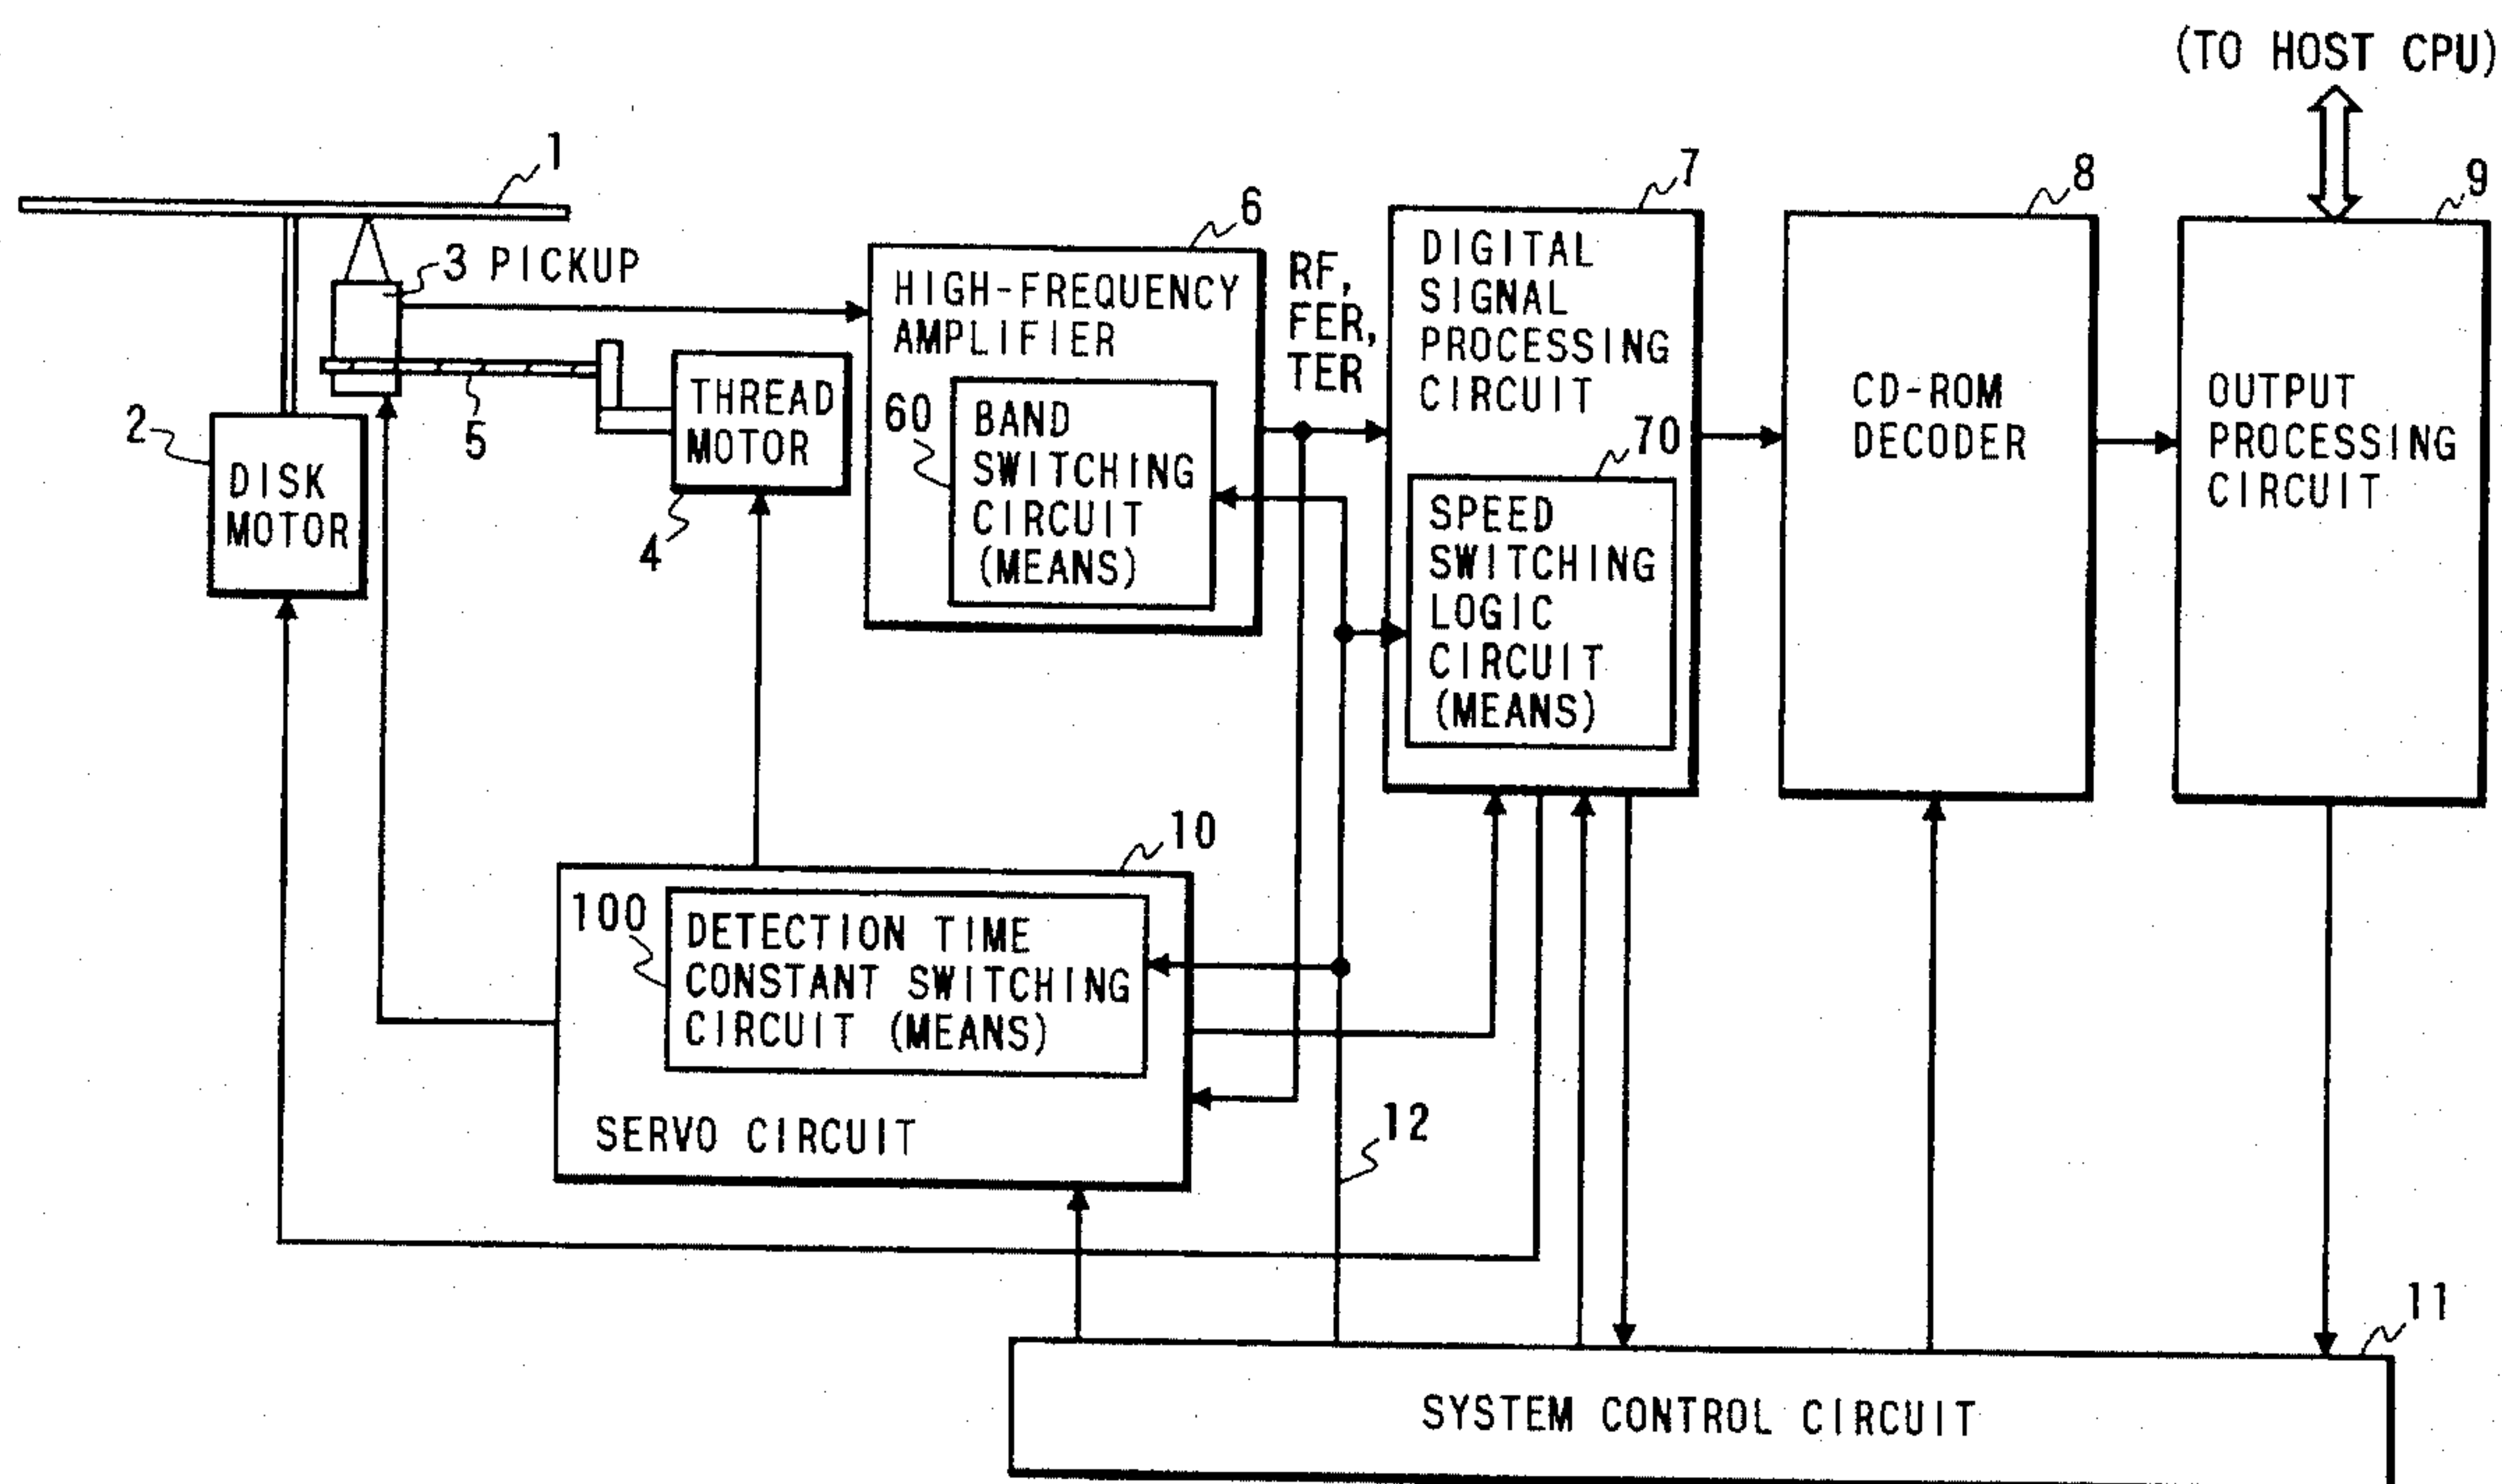 (TO HOST CPU)
1
3 PICKUP
2
DISK
MOTOR
5
THREAD
MOTOR
4
6
HIGH-FREQUENCY
AMPLIFIER
60
BAND
SWITCHING
CIRCUIT
(MEANS)
RF,
FER,
TER
7
DIGITAL
SIGNAL
PROCESSING
CIRCUIT
70
SPEED
SWITCHING
LOGIC
CIRCUIT
(MEANS)
8
CD-ROM
DECODER
9
OUTPUT
PROCESSING
CIRCUIT
10
100
DETECTION TIME
CONSTANT SWITCHING
CIRCUIT (MEANS)
SERVO CIRCUIT
12
11
SYSTEM CONTROL CIRCUIT